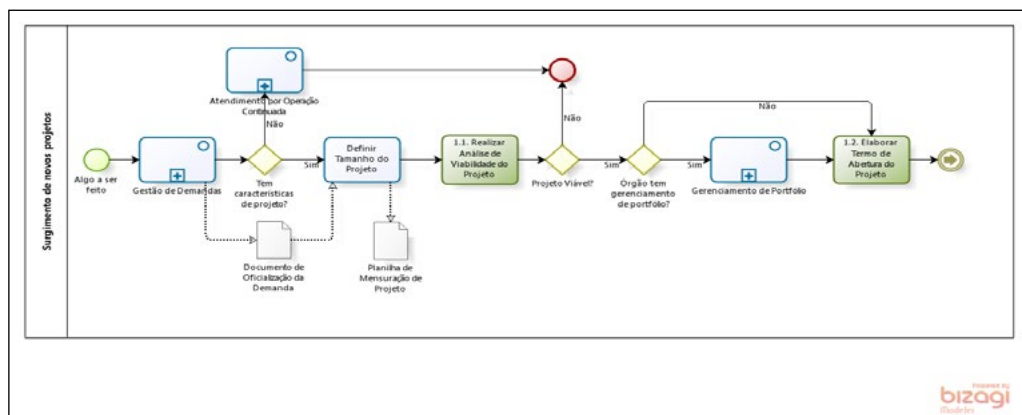 Surgimento de novos projetos
Algo a ser
feito
Gestão de Demandas
Atendimento por Operação
Continuada
Não
Tem
características
de projeto?
Sim
Documento de
Oficialização da
Demanda
Definir
Tamanho do
Projeto
Planilha de
Mensuração de
Projeto
1.1. Realizar
Análise de
Viabilidade do
Projeto
Não
Projeto Viável?
Sim
Órgão tem
gerenciamento
de portfólio?
Não
Sim
Gerenciamento de Portfólio
1.2. Elaborar
Termo de
Abertura do
Projeto
Powered by
bizagi
Modeler